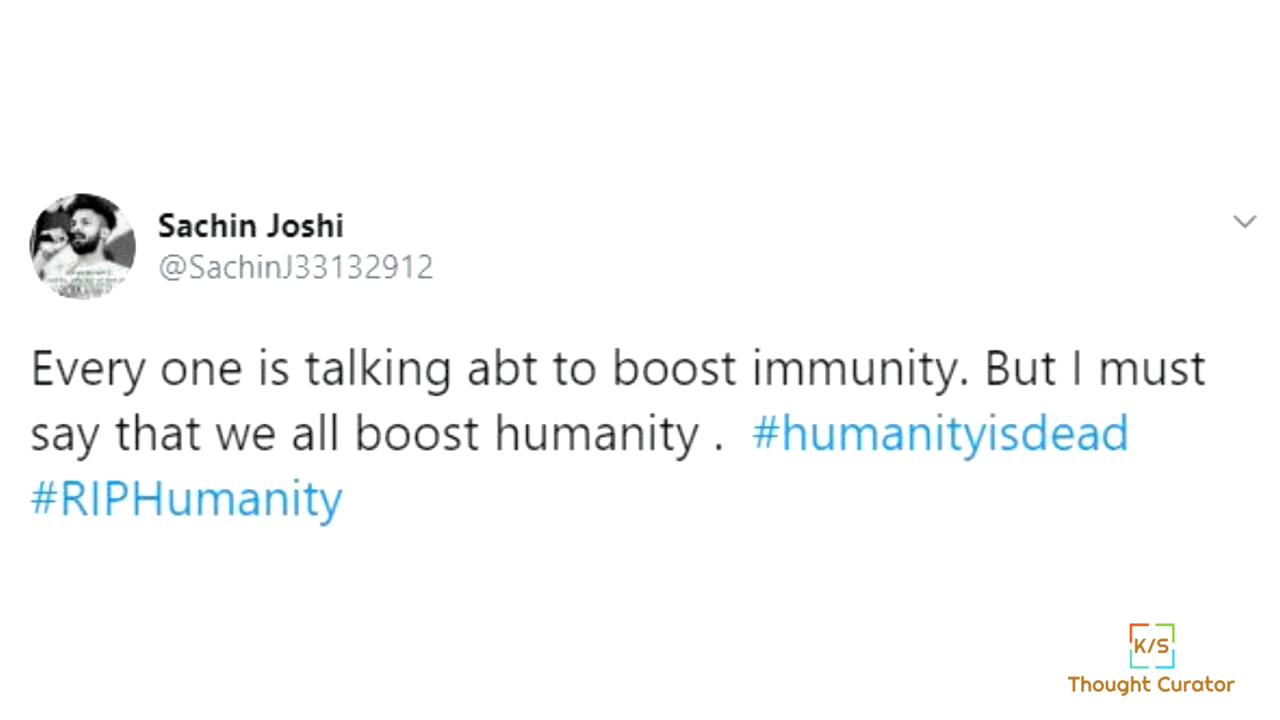 Sachin Joshi
@SachinJ33132912
Every one is talking abt to boost immunity. But I must
say that we all boost humanity . #humanityisdead
#RIPHumanity
K/S
Thought Curator